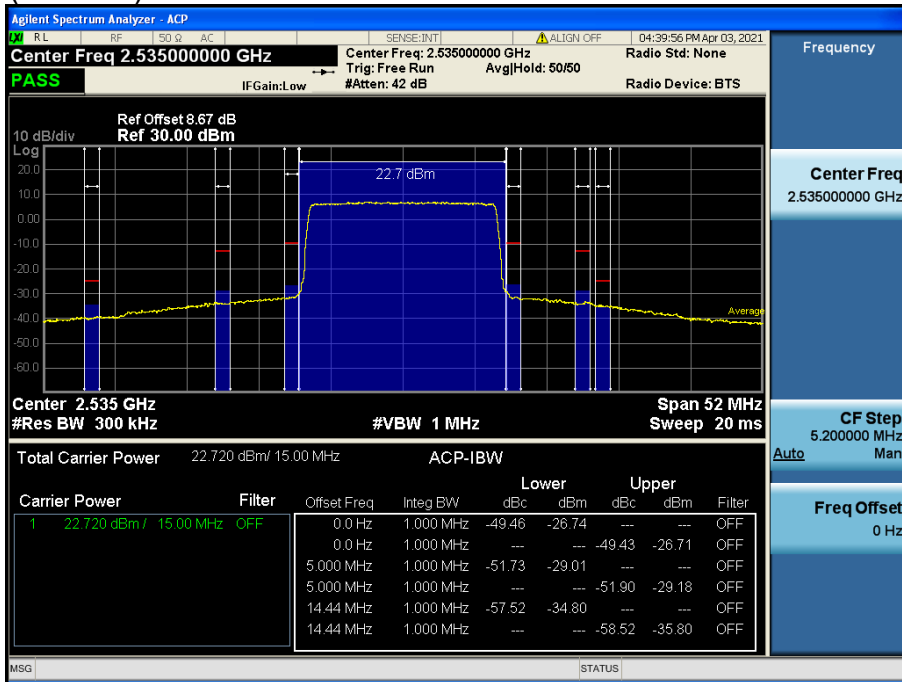 Agilent Spectrum Analyzer - ACP
LXI RL RF 50 Ω AC SENSE:INT ALIGN OFF 04:39:56 PM Apr 03, 2021
Center Freq 2.535000000 GHz
Center Freq: 2.535000000 GHz Radio Std: None
Trig: Free Run Avg|Hold: 50/50
PASS
IFGain:Low #Atten: 42 dB Radio Device: BTS
Ref Offset 8.67 dB
10 dB/div Ref 30.00 dBm
Log
22.7 dBm
20.0
10.0
0.00
-10.0
-20.0
-30.0
-40.0
-50.0
-60.0
Average
Center 2.535 GHz Span 52 MHz
#Res BW 300 kHz #VBW 1 MHz Sweep 20 ms
Total Carrier Power 22.720 dBm/ 15.00 MHz ACP-IBW
Lower Upper
Carrier Power Filter Offset Freq Integ BW dBc dBm dBc dBm Filter
1 22.720 dBm / 15.00 MHz OFF 0.0 Hz 1.000 MHz -49.46 -26.74 --- --- OFF
0.0 Hz 1.000 MHz --- --- -49.43 -26.71 OFF
5.000 MHz 1.000 MHz -51.73 -29.01 --- --- OFF
5.000 MHz 1.000 MHz --- --- -51.90 -29.18 OFF
14.44 MHz 1.000 MHz -57.52 -34.80 --- --- OFF
14.44 MHz 1.000 MHz --- --- -58.52 -35.80 OFF
MSG STATUS
Frequency
Center Freq
2.535000000 GHz
CF Step
5.200000 MHz
Auto Man
Freq Offset
0 Hz